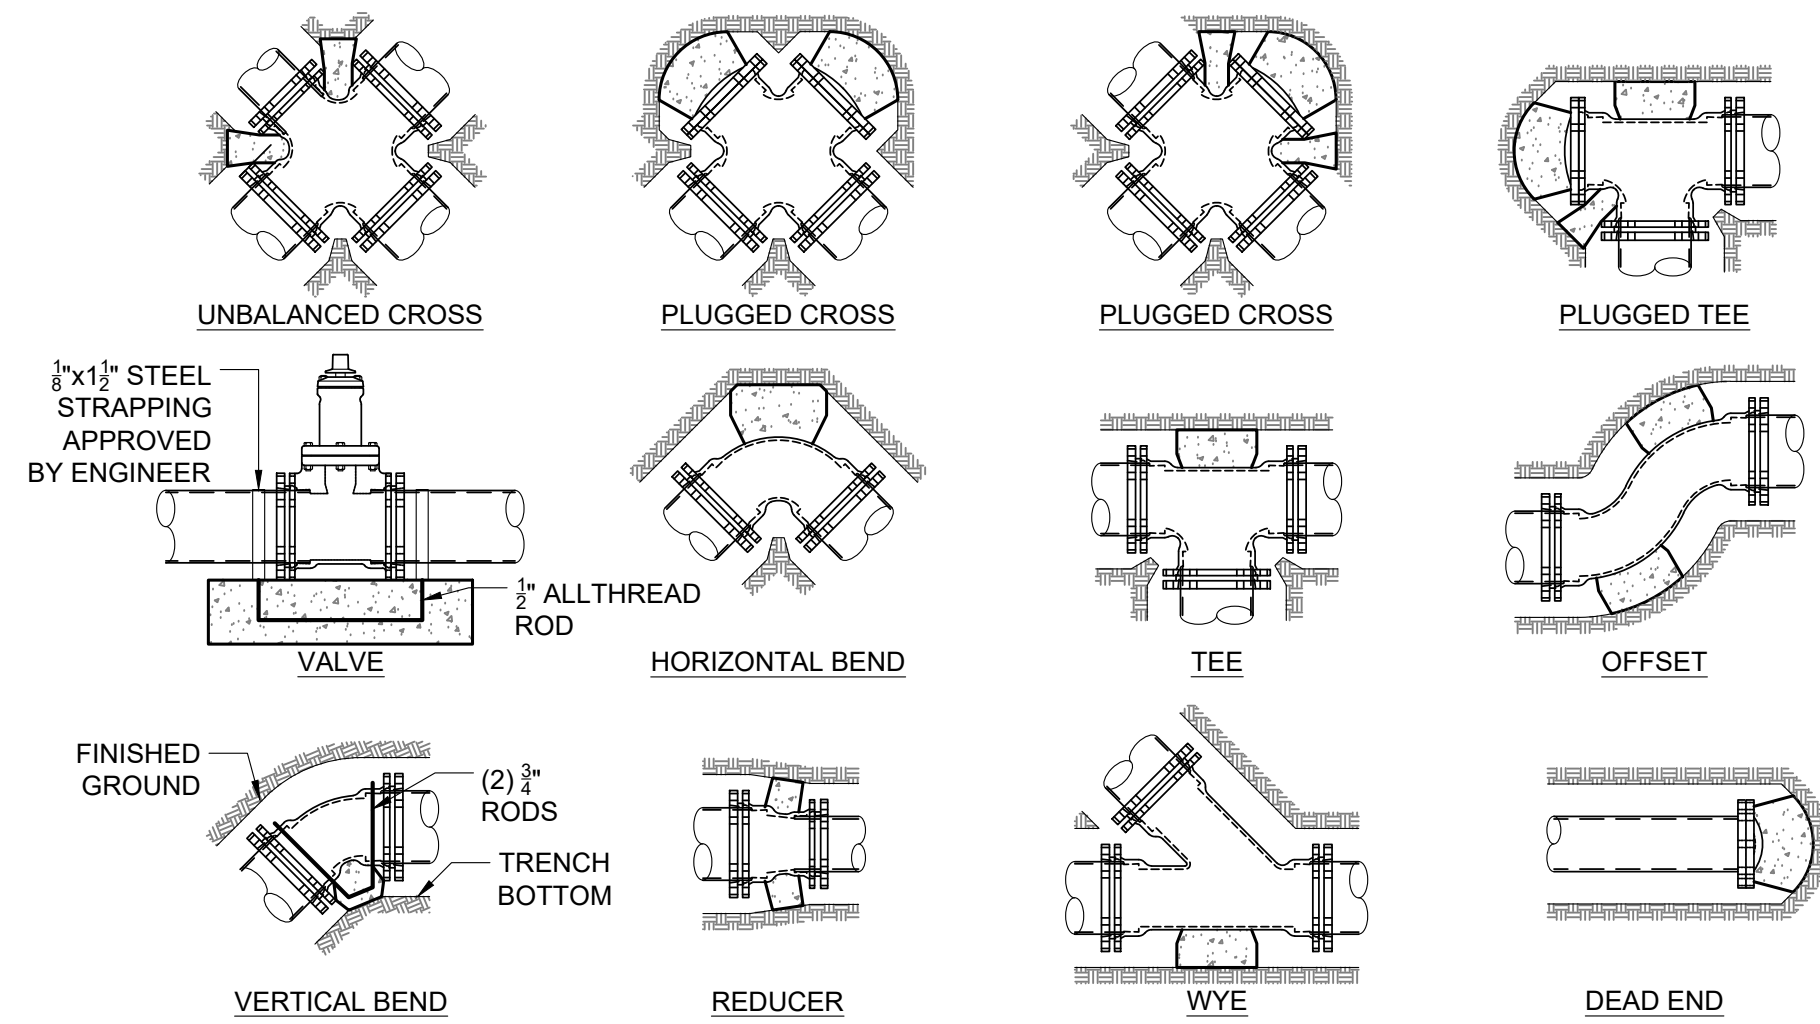 UNBALANCED CROSS
PLUGGED CROSS
PLUGGED CROSS
PLUGGED TEE
1/8"x1 1/2" STEEL
STRAPPING
APPROVED
BY ENGINEER
1/2" ALLTHREAD
ROD
VALVE
HORIZONTAL BEND
TEE
OFFSET
FINISHED
GROUND
(2) 3/4"
RODS
TRENCH
BOTTOM
VERTICAL BEND
REDUCER
WYE
DEAD END